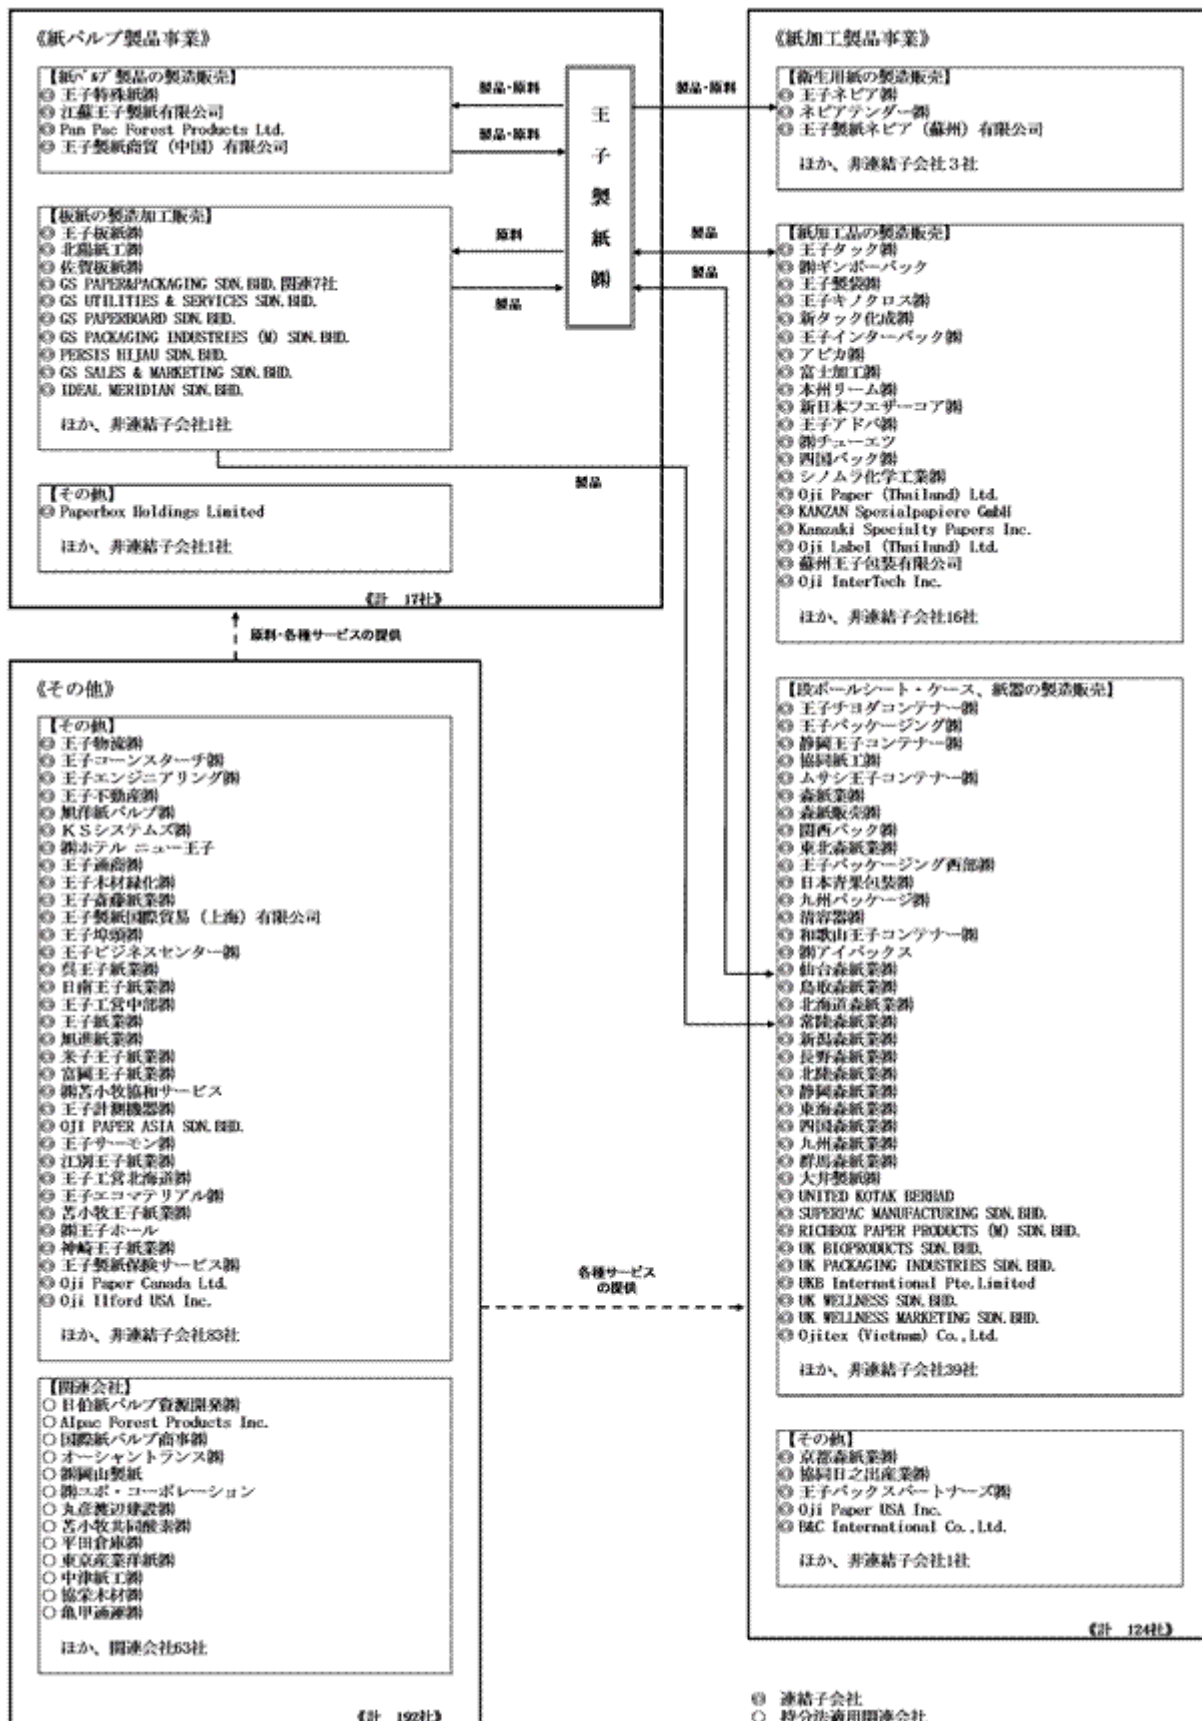 《紙パルプ製品事業》
【紙パルプ製品の製造販売】
◎ 王子特殊紙㈱
◎ 江蘇王子製紙有限公司
◎ Pan Pac Forest Products Ltd.
◎ 王子製紙商貿（中国）有限公司
製品・原料
製品・原料
王子製紙㈱
【板紙の製造加工販売】
◎ 王子板紙㈱
◎ 北陽紙工㈱
◎ 佐賀板紙㈱
◎ GS PAPER&PACKAGING SDN.BHD.関連7社
◎ GS UTILITIES & SERVICES SDN.BHD.
◎ GS PAPERBOARD SDN.BHD.
◎ GS PACKAGING INDUSTRIES (M) SDN.BHD.
◎ PERSIS HIJAU SDN.BHD.
◎ GS SALES & MARKETING SDN.BHD.
◎ IDEAL MERIDIAN SDN.BHD.
ほか、非連結子会社1社
原料
製品
製品
【その他】
◎ Paperbox Holdings Limited
ほか、非連結子会社1社
《計　17社》
原料・各種サービスの提供
《その他》
【その他】
◎ 王子物流㈱
◎ 王子コーンスターチ㈱
◎ 王子エンジニアリング㈱
◎ 王子不動産㈱
◎ 旭洋紙パルプ㈱
◎ KSシステムズ㈱
◎ ㈱ホテル ニュー王子
◎ 王子通商㈱
◎ 王子木材緑化㈱
◎ 王子斎藤紙業㈱
◎ 王子製紙国際貿易（上海）有限公司
◎ 王子埠頭㈱
◎ 王子ビジネスセンター㈱
◎ 呉王子紙業㈱
◎ 日南王子紙業㈱
◎ 王子工営中部㈱
◎ 王子紙業㈱
◎ 旭進紙業㈱
◎ 米子王子紙業㈱
◎ 富岡王子紙業㈱
◎ ㈱苫小牧協和サービス
◎ 王子計測機器㈱
◎ OJI PAPER ASIA SDN.BHD.
◎ 王子サーモン㈱
◎ 江別王子紙業㈱
◎ 王子工営北海道㈱
◎ 王子エコマテリアル㈱
◎ 苫小牧王子紙業㈱
◎ ㈱王子ホール
◎ 神崎王子紙業㈱
◎ 王子製紙保険サービス㈱
◎ Oji Paper Canada Ltd.
◎ Oji Ilford USA Inc.
ほか、非連結子会社83社
【関連会社】
○ 日伯紙パルプ資源開発㈱
○ Alpac Forest Products Inc.
○ 国際紙パルプ商事㈱
○ オーシャントランス㈱
○ ㈱岡山製紙
○ ㈱ユポ・コーポレーション
○ 丸彦渡辺建設㈱
○ 苫小牧共同酸素㈱
○ 平田倉庫㈱
○ 東京産業洋紙㈱
○ 中津紙工㈱
○ 協栄木材㈱
○ 亀甲通運㈱
ほか、関連会社63社
《計　192社》
各種サービス
の提供
《紙加工製品事業》
製品・原料
【衛生用紙の製造販売】
◎ 王子ネピア㈱
◎ ネピアテンダー㈱
◎ 王子製紙ネピア（蘇州）有限公司
ほか、非連結子会社３社
製品
製品
【紙加工品の製造販売】
◎ 王子タック㈱
◎ ㈱ギンポーパック
◎ 王子製袋㈱
◎ 王子キノクロス㈱
◎ 新タック化成㈱
◎ 王子インターパック㈱
◎ アピカ㈱
◎ 富士加工㈱
◎ 本州リーム㈱
◎ 新日本フエザーコア㈱
◎ 王子アドバ㈱
◎ ㈱チューエツ
◎ 四国パック㈱
◎ シノムラ化学工業㈱
◎ Oji Paper (Thailand) Ltd.
◎ KANZAN Spezialpapiere GmbH
◎ Kanzaki Specialty Papers Inc.
◎ Oji Label (Thailand) Ltd.
◎ 蘇州王子包装有限公司
◎ Oji InterTech Inc.
ほか、非連結子会社16社
【段ボールシート・ケース、紙器の製造販売】
◎ 王子チヨダコンテナー㈱
◎ 王子パッケージング㈱
◎ 静岡王子コンテナー㈱
◎ 協同紙工㈱
◎ ムサシ王子コンテナー㈱
◎ 森紙業㈱
◎ 森紙販売㈱
◎ 関西パック㈱
◎ 東北森紙業㈱
◎ 王子パッケージング西部㈱
◎ 日本青果包装㈱
◎ 九州パッケージ㈱
◎ 清容器㈱
◎ 和歌山王子コンテナー㈱
◎ ㈱アイパックス
◎ 仙台森紙業㈱
◎ 鳥取森紙業㈱
◎ 北海道森紙業㈱
◎ 常陸森紙業㈱
◎ 新潟森紙業㈱
◎ 長野森紙業㈱
◎ 北陸森紙業㈱
◎ 静岡森紙業㈱
◎ 東海森紙業㈱
◎ 四国森紙業㈱
◎ 九州森紙業㈱
◎ 群馬森紙業㈱
◎ 大井製紙㈱
◎ UNITED KOTAK BERHAD
◎ SUPERPAC MANUFACTURING SDN.BHD.
◎ RICHBOX PAPER PRODUCTS (M) SDN.BHD.
◎ UK BIOPRODUCTS SDN.BHD.
◎ UK PACKAGING INDUSTRIES SDN.BHD.
◎ UKB International Pte.Limited
◎ UK WELLNESS SDN.BHD.
◎ UK WELLNESS MARKETING SDN.BHD.
◎ Ojitex (Vietnam) Co.,Ltd.
ほか、非連結子会社39社
【その他】
◎ 京都森紙業㈱
◎ 協同日之出産業㈱
◎ 王子パックスパートナーズ㈱
◎ Oji Paper USA Inc.
◎ B&C International Co.,Ltd.
ほか、非連結子会社1社
《計　124社》
◎ 連結子会社
○ 持分法適用関連会社